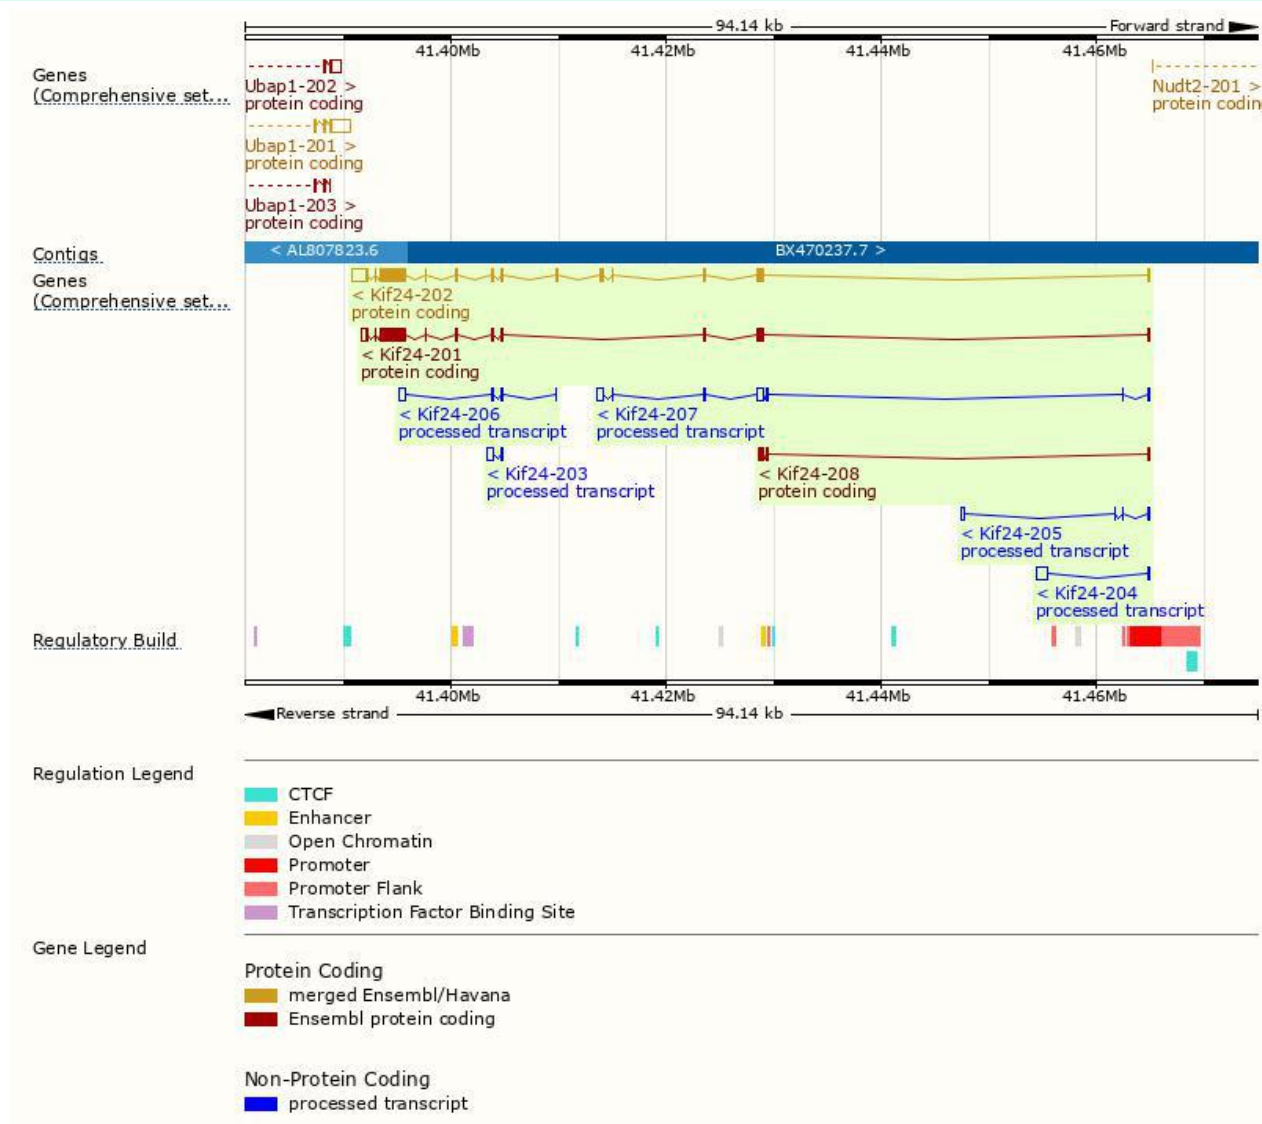 94.14 kb
Forward strand
41.40Mb 41.42Mb 41.44Mb 41.46Mb
Genes
(Comprehensive set...
Ubap1-202 >
protein coding
Nudt2-201 >
protein codin
Ubap1-201 >
protein coding
Ubap1-203 >
protein coding
Contigs
< AL807823.6
BX470237.7 >
Genes
(Comprehensive set...
< Kif24-202
protein coding
< Kif24-201
protein coding
< Kif24-206
processed transcript
< Kif24-207
processed transcript
< Kif24-203
processed transcript
< Kif24-208
protein coding
< Kif24-205
processed transcript
< Kif24-204
processed transcript
Regulatory Build
41.40Mb 41.42Mb 41.44Mb 41.46Mb
Reverse strand
94.14 kb
Regulation Legend
CTCF
Enhancer
Open Chromatin
Promoter
Promoter Flank
Transcription Factor Binding Site
Gene Legend
Protein Coding
merged Ensembl/Havana
Ensembl protein coding
Non-Protein Coding
processed transcript